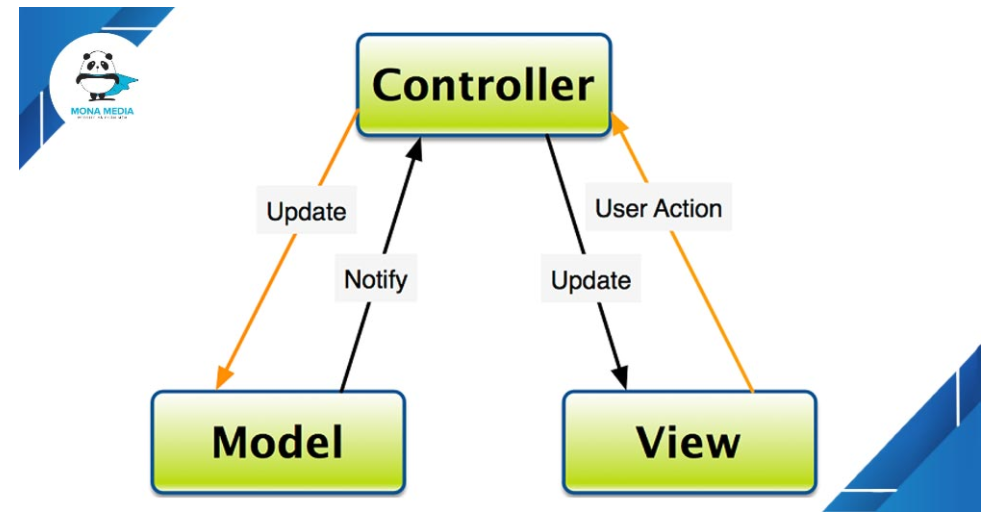 MONA MEDIA
Controller
Update
User Action
Notify
Update
Model
View